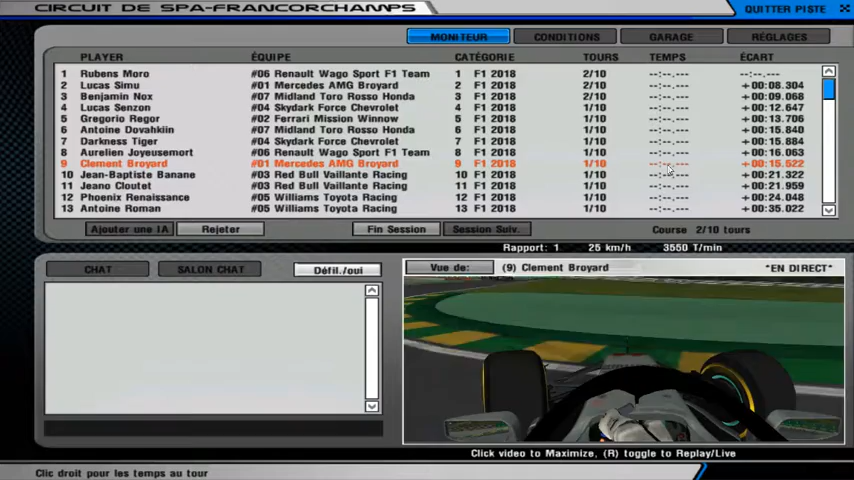 CIRCUIT DE SPA-FRANCORCHAMPS QUITTER PISTE
MONITEUR CONDITIONS GARAGE RÉGLAGES
PLAYER ÉQUIPE CATÉGORIE TOURS TEMPS ÉCART
1 Rubens Moro #06 Renault Wago Sport F1 Team 1 F1 2018 2/10 --:--.--- --:--.---
2 Lucas Simu #01 Mercedes AMG Broyard 2 F1 2018 2/10 --:--.--- +00:08.304
3 Benjamin Nox #07 Midland Toro Rosso Honda 3 F1 2018 2/10 --:--.--- +00:09.068
4 Lucas Senzon #04 Skydark Force Chevrolet 4 F1 2018 1/10 --:--.--- +00:12.647
5 Gregorio Regor #02 Ferrari Mission Winnow 5 F1 2018 1/10 --:--.--- +00:13.706
6 Antoine Dovahkiin #07 Midland Toro Rosso Honda 6 F1 2018 1/10 --:--.--- +00:15.840
7 Darkness Tiger #04 Skydark Force Chevrolet 7 F1 2018 1/10 --:--.--- +00:15.884
8 Aurelien Joyeusemort #06 Renault Wago Sport F1 Team 8 F1 2018 1/10 --:--.--- +00:16.063
9 Clement Broyard #01 Mercedes AMG Broyard 9 F1 2018 1/10 --:--.--- +00:15.522
10 Jean-Baptiste Banane #03 Red Bull Vaillante Racing 10 F1 2018 1/10 --:--.--- +00:21.322
11 Jeano Cloutet #03 Red Bull Vaillante Racing 11 F1 2018 1/10 --:--.--- +00:21.959
12 Phoenix Renaissance #05 Williams Toyota Racing 12 F1 2018 1/10 --:--.--- +00:24.048
13 Antoine Roman #05 Williams Toyota Racing 13 F1 2018 1/10 --:--.--- +00:35.022
Ajouter une IA Rejeter Fin Session Session Suiv. Course 2/10 tours
Rapport: 1 25 km/h 3550 T/min
CHAT SALON CHAT Défil./oui
Vue de: (9) Clement Broyard *EN DIRECT*
Click video to Maximize, (R) toggle to Replay/Live
Clic droit pour les temps au tour